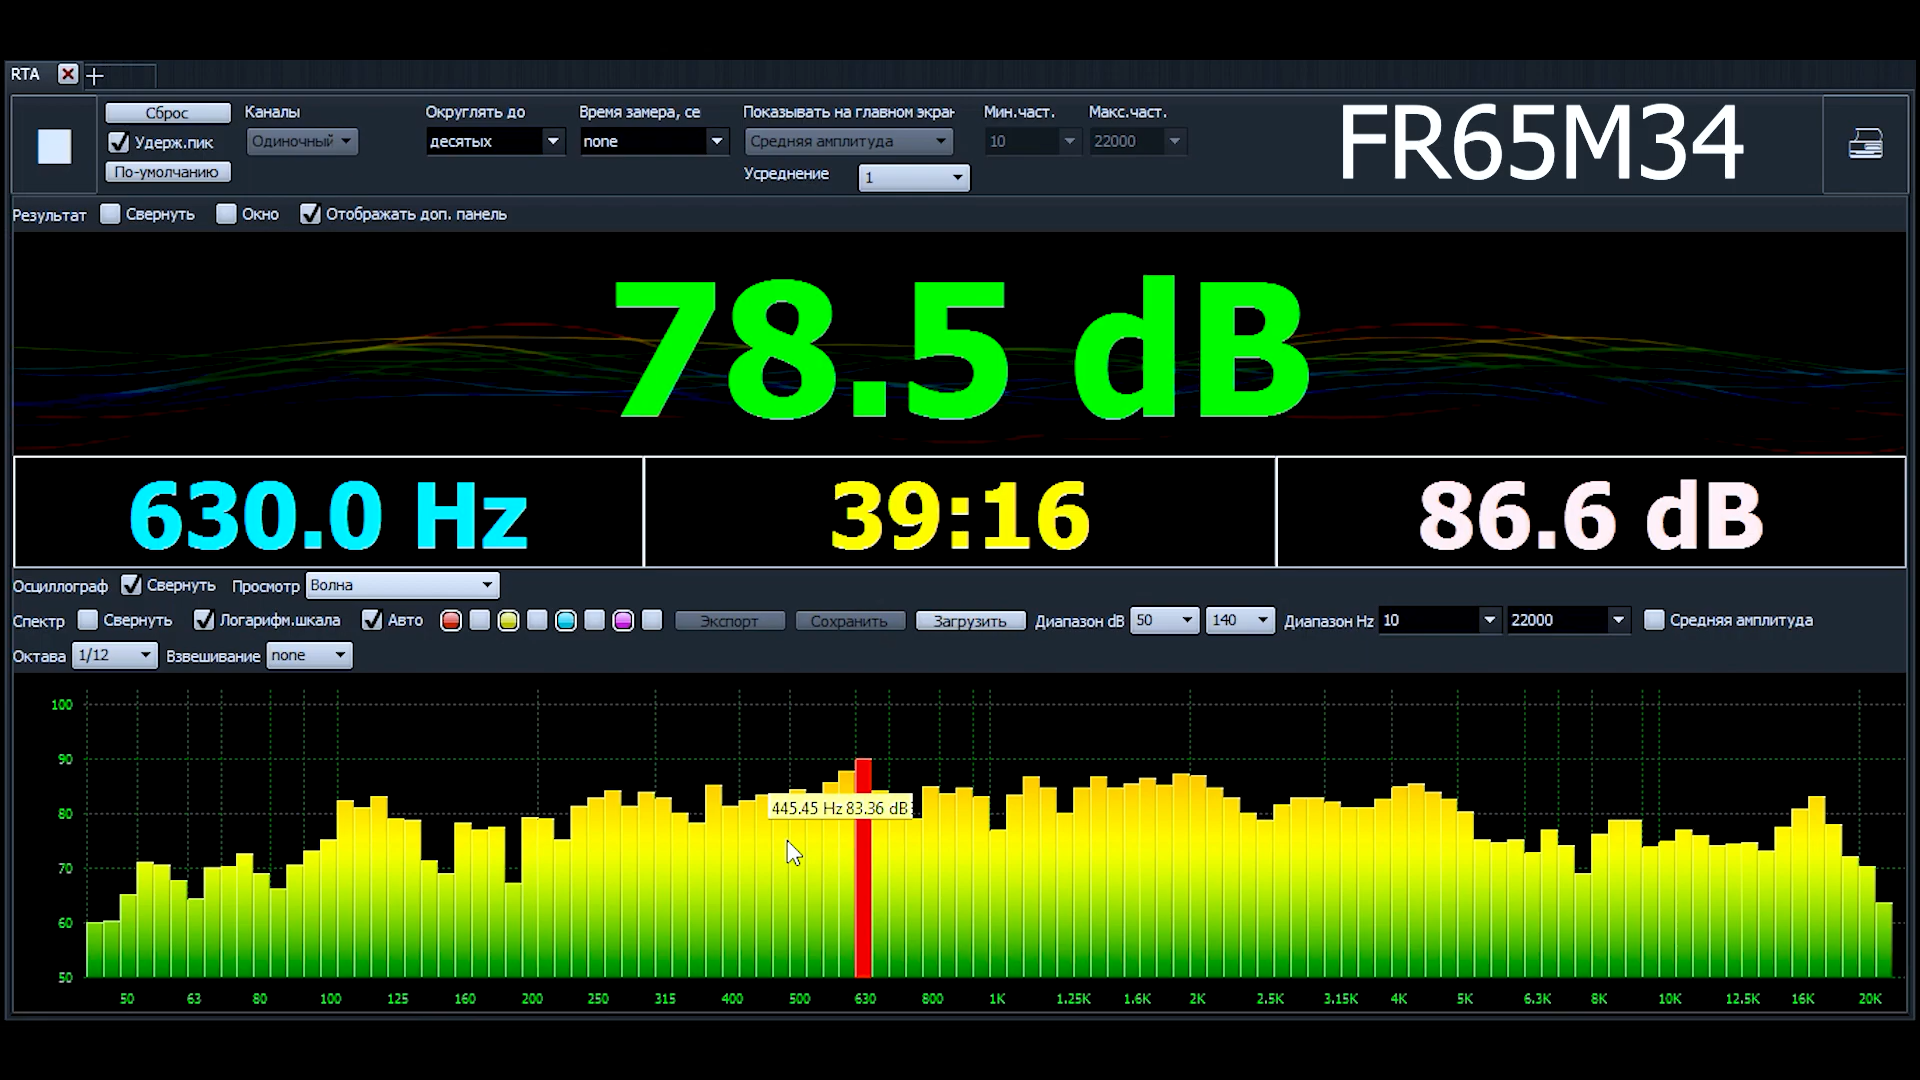 RTA
Сброс Каналы Округлять до Время замера, се Показывать на главном экран Мин.част. Макс.част. FR65M34
Удерж.пик Одиночный десятых none Средняя амплитуда 10 22000
По-умолчанию Усреднение 1
Результат Свернуть Окно Отображать доп. панель
78.5 dB
630.0 Hz 39:16 86.6 dB
Осциллограф Свернуть Просмотр Волна
Спектр Свернуть Логарифм.шкала Авто Экспорт Сохранить Загрузить Диапазон dB 50 140 Диапазон Hz 10 22000 Средняя амплитуда
Октава 1/12 Взвешивание none
100
90
80
70
60
50
445.45 Hz 83.36 dB
50 63 80 100 125 160 200 250 315 400 500 630 800 1K 1.25K 1.6K 2K 2.5K 3.15K 4K 5K 6.3K 8K 10K 12.5K 16K 20K